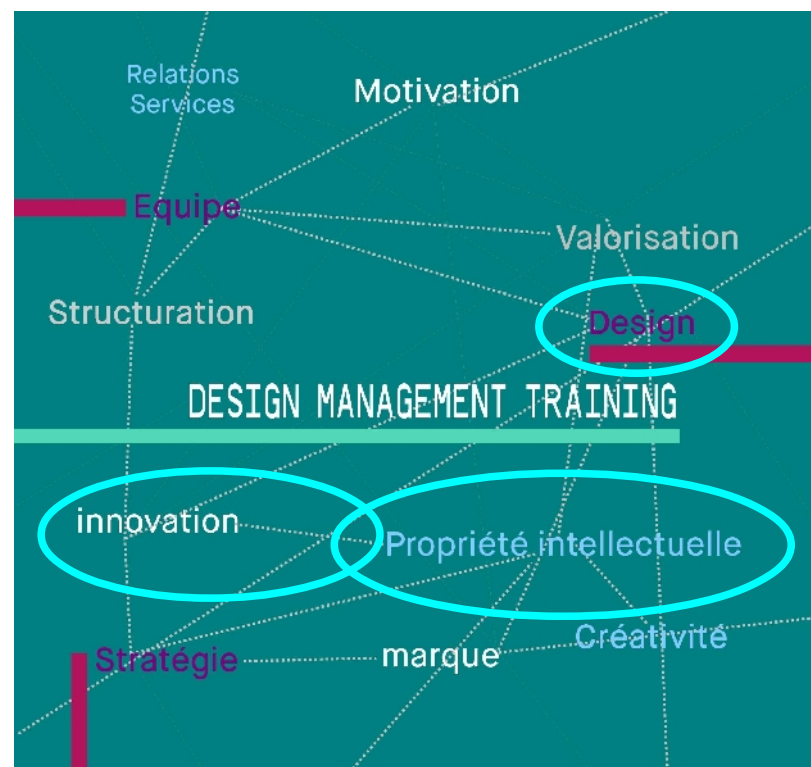 Relations
Services
Motivation
Equipe
Valorisation
Structuration
Design
DESIGN MANAGEMENT TRAINING
innovation
Propriété intellectuelle
Créativité
Stratégie
marque